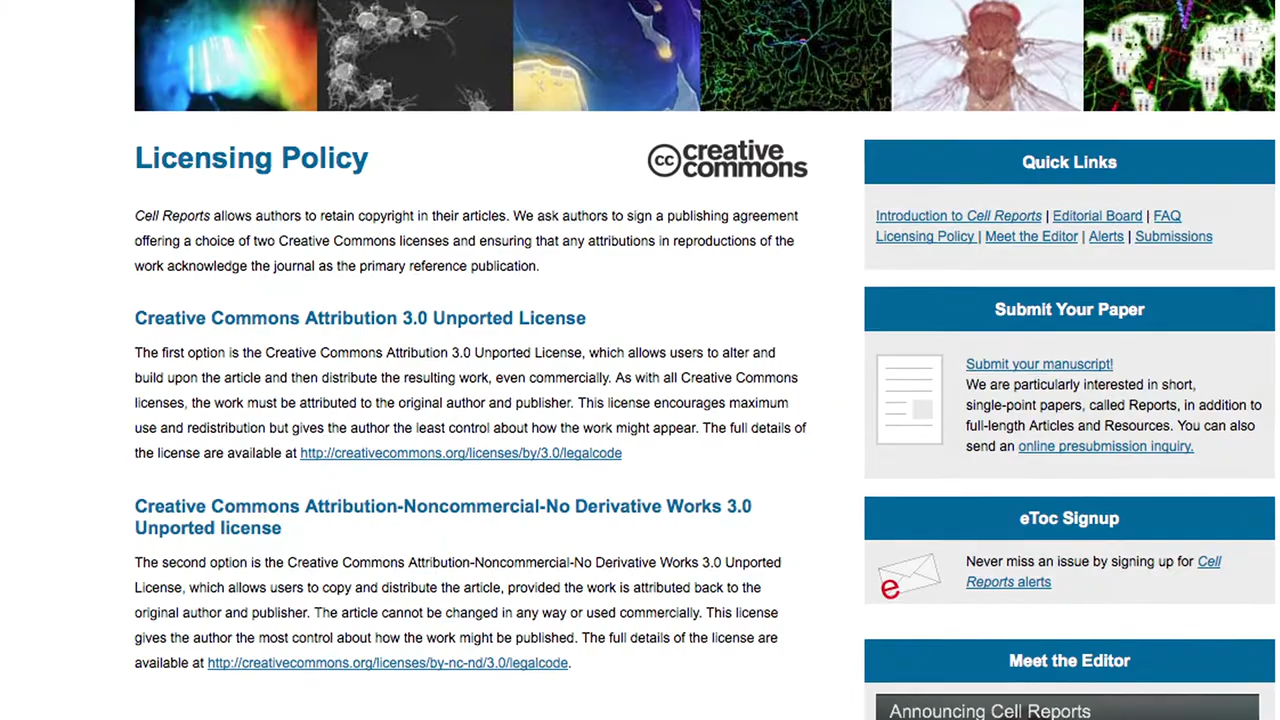 Licensing Policy
cc creative
commons
Cell Reports allows authors to retain copyright in their articles. We ask authors to sign a publishing agreement
offering a choice of two Creative Commons licenses and ensuring that any attributions in reproductions of the
work acknowledge the journal as the primary reference publication.
Creative Commons Attribution 3.0 Unported License
The first option is the Creative Commons Attribution 3.0 Unported License, which allows users to alter and
build upon the article and then distribute the resulting work, even commercially. As with all Creative Commons
licenses, the work must be attributed to the original author and publisher. This license encourages maximum
use and redistribution but gives the author the least control about how the work might appear. The full details of
the license are available at http://creativecommons.org/licenses/by/3.0/legalcode
Creative Commons Attribution-Noncommercial-No Derivative Works 3.0
Unported license
The second option is the Creative Commons Attribution-Noncommercial-No Derivative Works 3.0 Unported
License, which allows users to copy and distribute the article, provided the work is attributed back to the
original author and publisher. The article cannot be changed in any way or used commercially. This license
gives the author the most control about how the work might be published. The full details of the license are
available at http://creativecommons.org/licenses/by-nc-nd/3.0/legalcode.
Quick Links
Introduction to Cell Reports | Editorial Board | FAQ
Licensing Policy | Meet the Editor | Alerts | Submissions
Submit Your Paper
Submit your manuscript!
We are particularly interested in short,
single-point papers, called Reports, in addition to
full-length Articles and Resources. You can also
send an online presubmission inquiry.
eToc Signup
e
Never miss an issue by signing up for Cell
Reports alerts
Meet the Editor
Announcing Cell Reports